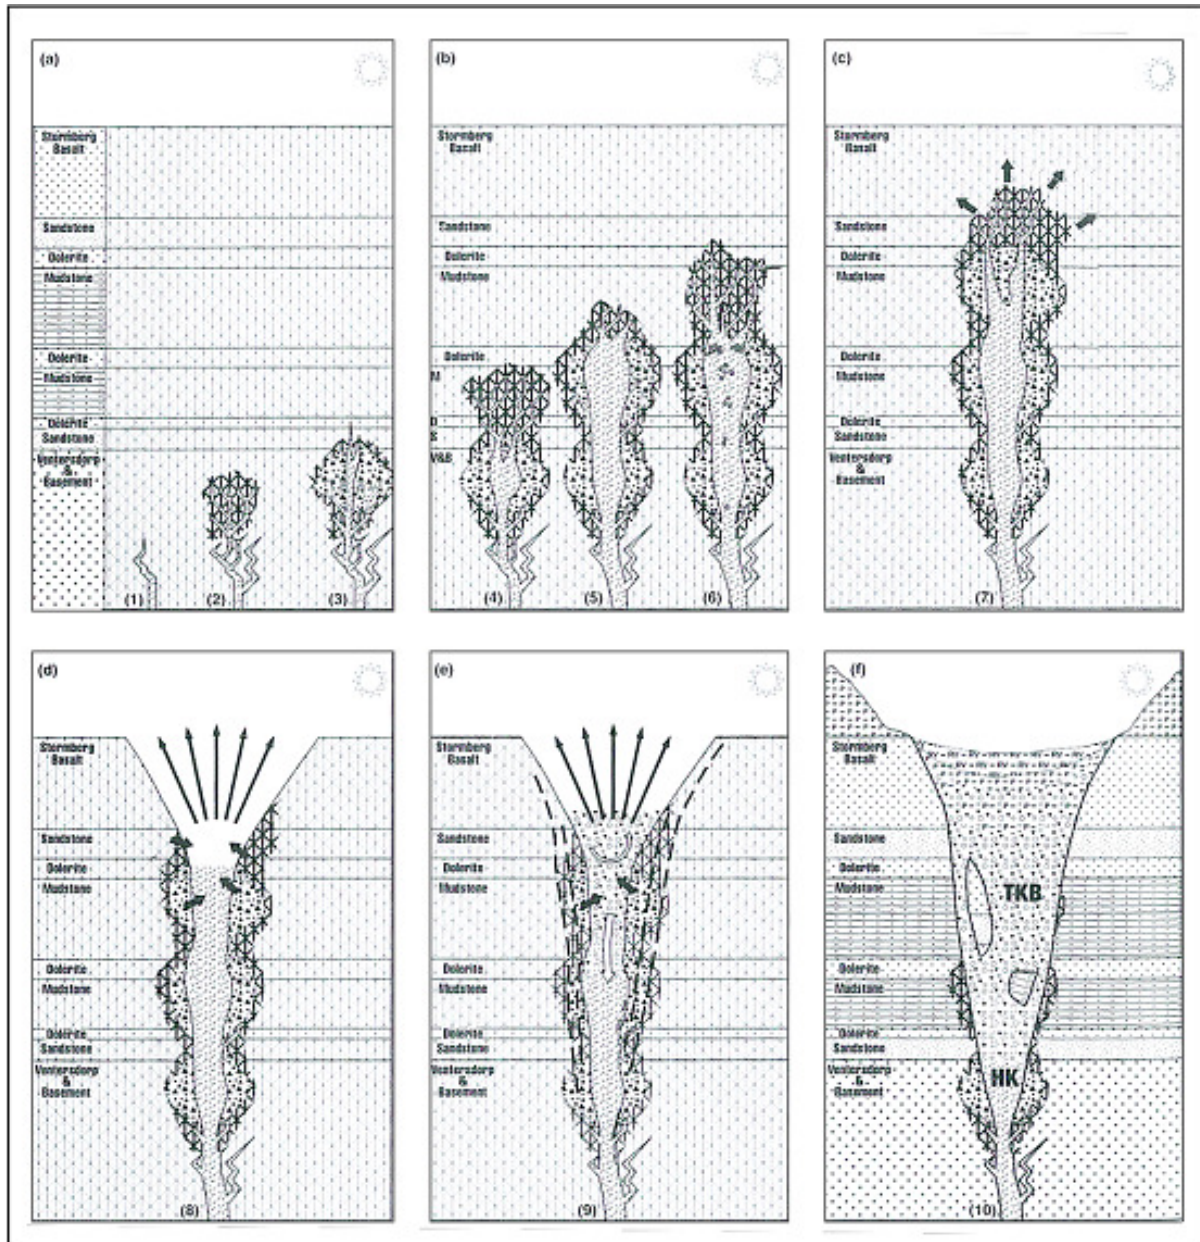 (a)
Stormberg
Basalt
Sandstone
Dolerite
Mudstone
Dolerite
Mudstone
Dolerite
Sandstone
Ventersdorp
&
Basement
(1)
(2)
(3)
(b)
Stormberg
Basalt
Sandstone
Dolerite
Mudstone
Dolerite
M
D
S
V&B
(4)
(5)
(6)
(c)
Stormberg
Basalt
Sandstone
Dolerite
Mudstone
Dolerite
Mudstone
Dolerite
Sandstone
Ventersdorp
&
Basement
(7)
(d)
Stormberg
Basalt
Sandstone
Dolerite
Mudstone
Dolerite
Mudstone
Dolerite
Sandstone
Ventersdorp
&
Basement
(8)
(e)
Stormberg
Basalt
Sandstone
Dolerite
Mudstone
Dolerite
Mudstone
Dolerite
Sandstone
Ventersdorp
&
Basement
(9)
(f)
Stormberg
Basalt
Sandstone
Dolerite
Mudstone
Dolerite
Mudstone
Dolerite
Sandstone
Ventersdorp
&
Basement
TKB
HK
(10)